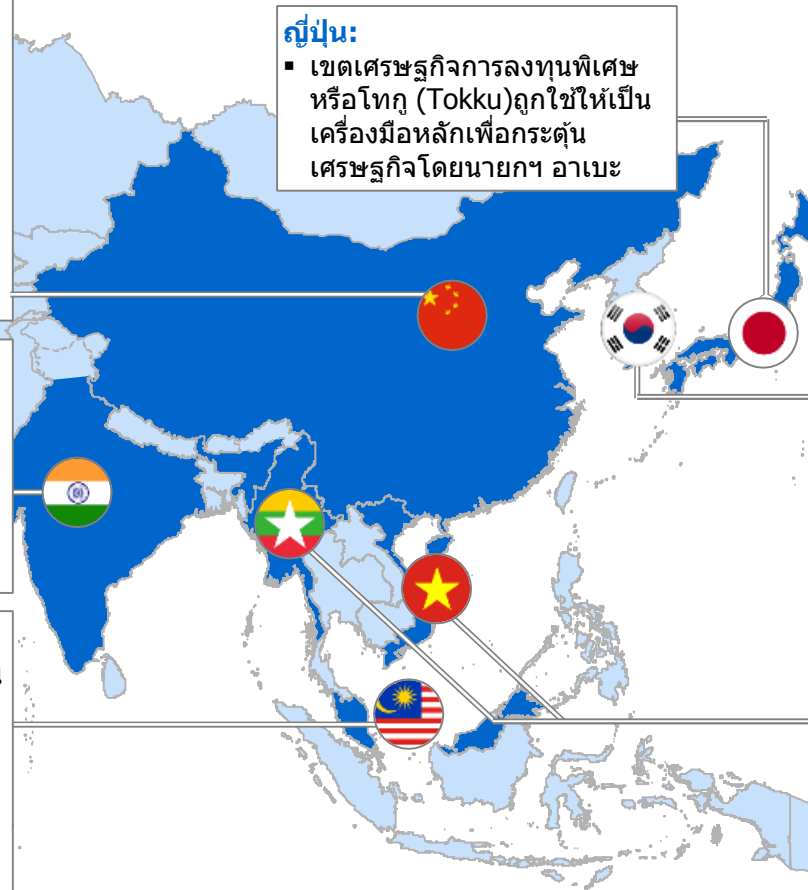 ญี่ปุ่น:
▪ เขตเศรษฐกิจการลงทุนพิเศษ
หรือโทกู (Tokku)ถูกใช้ให้เป็น
เครื่องมือหลักเพื่อกระตุ้น
เศรษฐกิจโดยนายกฯ อาเบะ